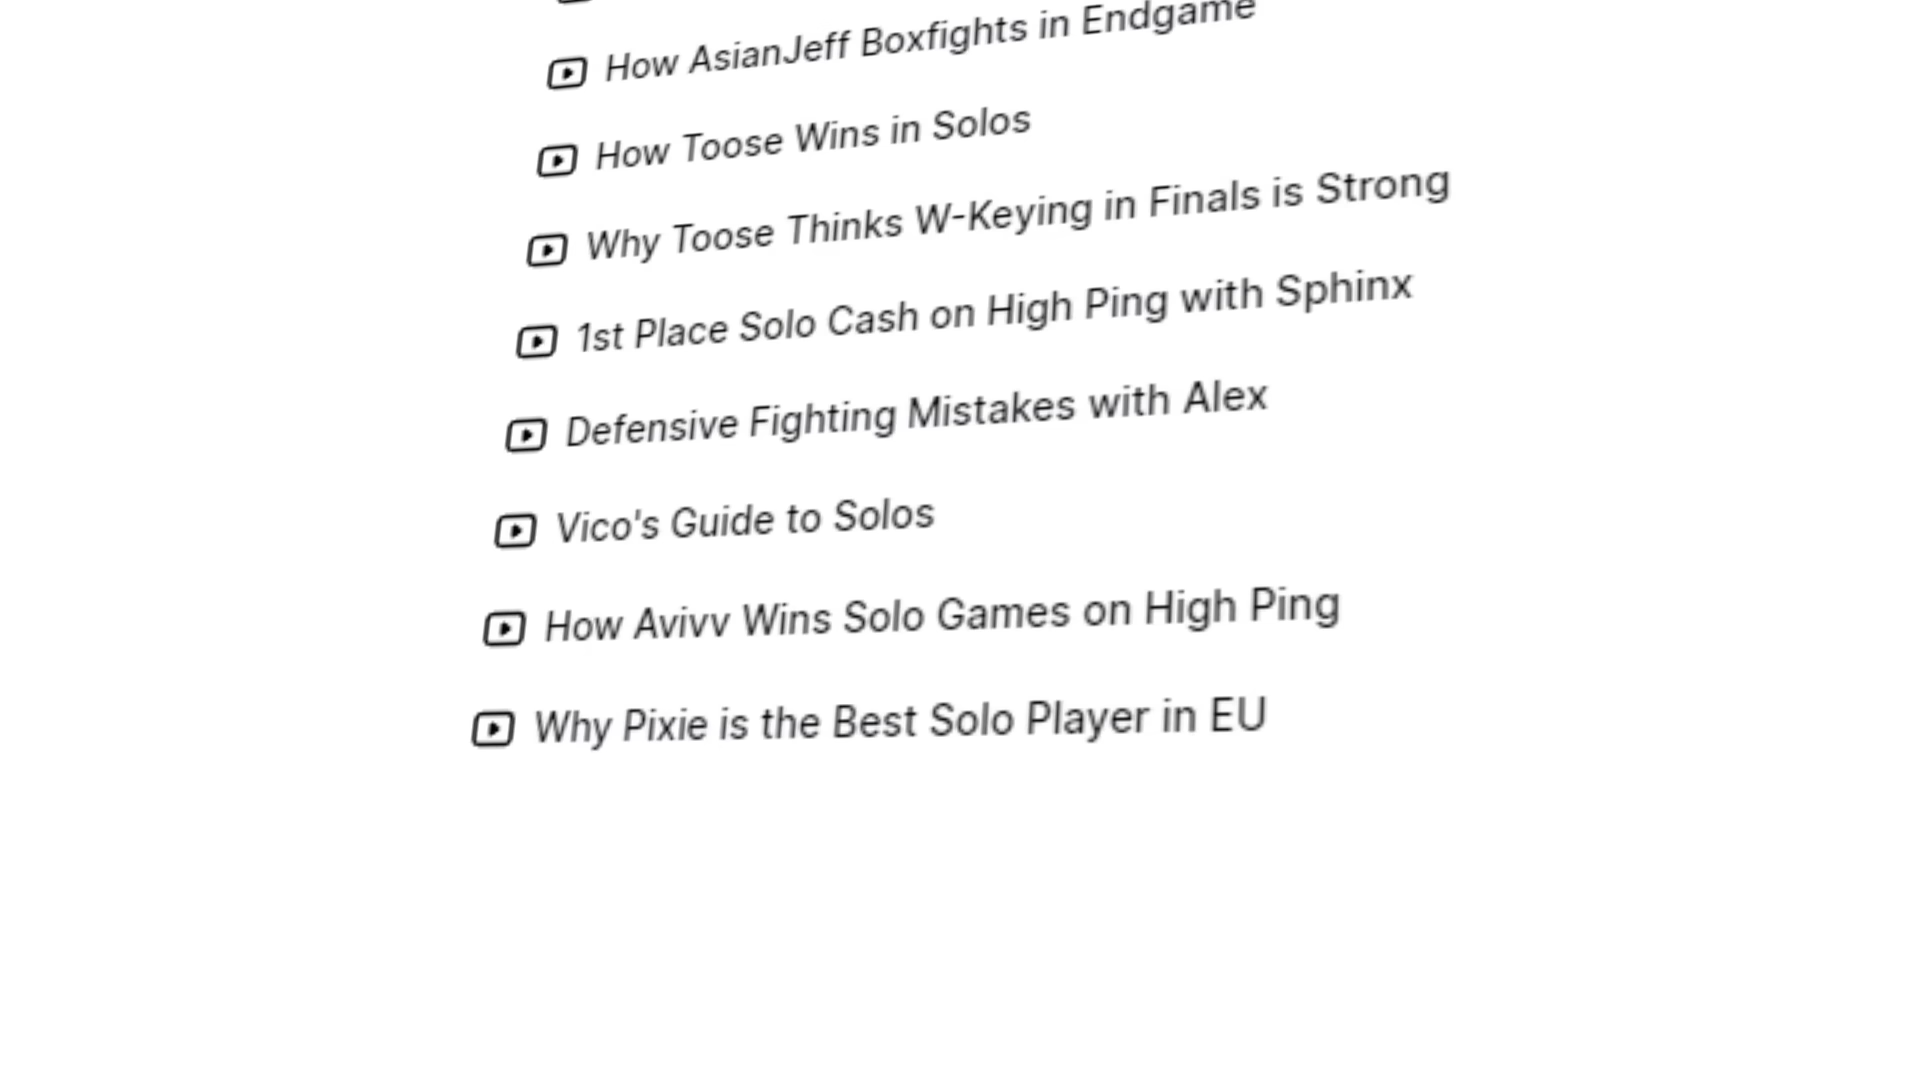 How AsianJeff Boxfights in Endgame
How Toose Wins in Solos
Why Toose Thinks W-Keying in Finals is Strong
1st Place Solo Cash on High Ping with Sphinx
Defensive Fighting Mistakes with Alex
Vico's Guide to Solos
How Avivv Wins Solo Games on High Ping
Why Pixie is the Best Solo Player in EU